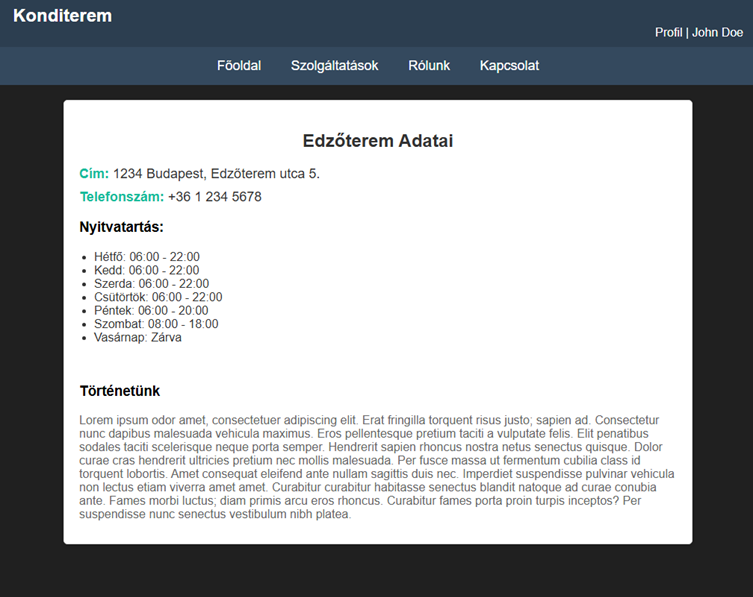 Konditerem
Profil | John Doe
Főoldal Szolgáltatások Rólunk Kapcsolat
Edzőterem Adatai
Cím: 1234 Budapest, Edzőterem utca 5.
Telefonszám: +36 1 234 5678
Nyitvatartás:
Hétfő: 06:00 - 22:00
Kedd: 06:00 - 22:00
Szerda: 06:00 - 22:00
Csütörtök: 06:00 - 22:00
Péntek: 06:00 - 20:00
Szombat: 08:00 - 18:00
Vasárnap: Zárva
Történetünk
Lorem ipsum odor amet, consectetuer adipiscing elit. Erat fringilla torquent risus justo; sapien ad. Consectetur
nunc dapibus malesuada vehicula maximus. Eros pellentesque pretium taciti a vulputate felis. Elit penatibus
sodales taciti scelerisque neque porta semper. Hendrerit sapien rhoncus nostra netus senectus quisque. Dolor
curae cras hendrerit ultricies pretium nec mollis malesuada. Per fusce massa ut fermentum cubilia class id
torquent lobortis. Amet consequat eleifend ante nullam sagittis duis nec. Imperdiet suspendisse pulvinar vehicula
non lectus etiam viverra amet amet. Curabitur curabitur habitasse senectus blandit natoque ad curae conubia
ante. Fames morbi luctus; diam primis arcu eros rhoncus. Curabitur fames porta proin turpis inceptos? Per
suspendisse nunc senectus vestibulum nibh platea.